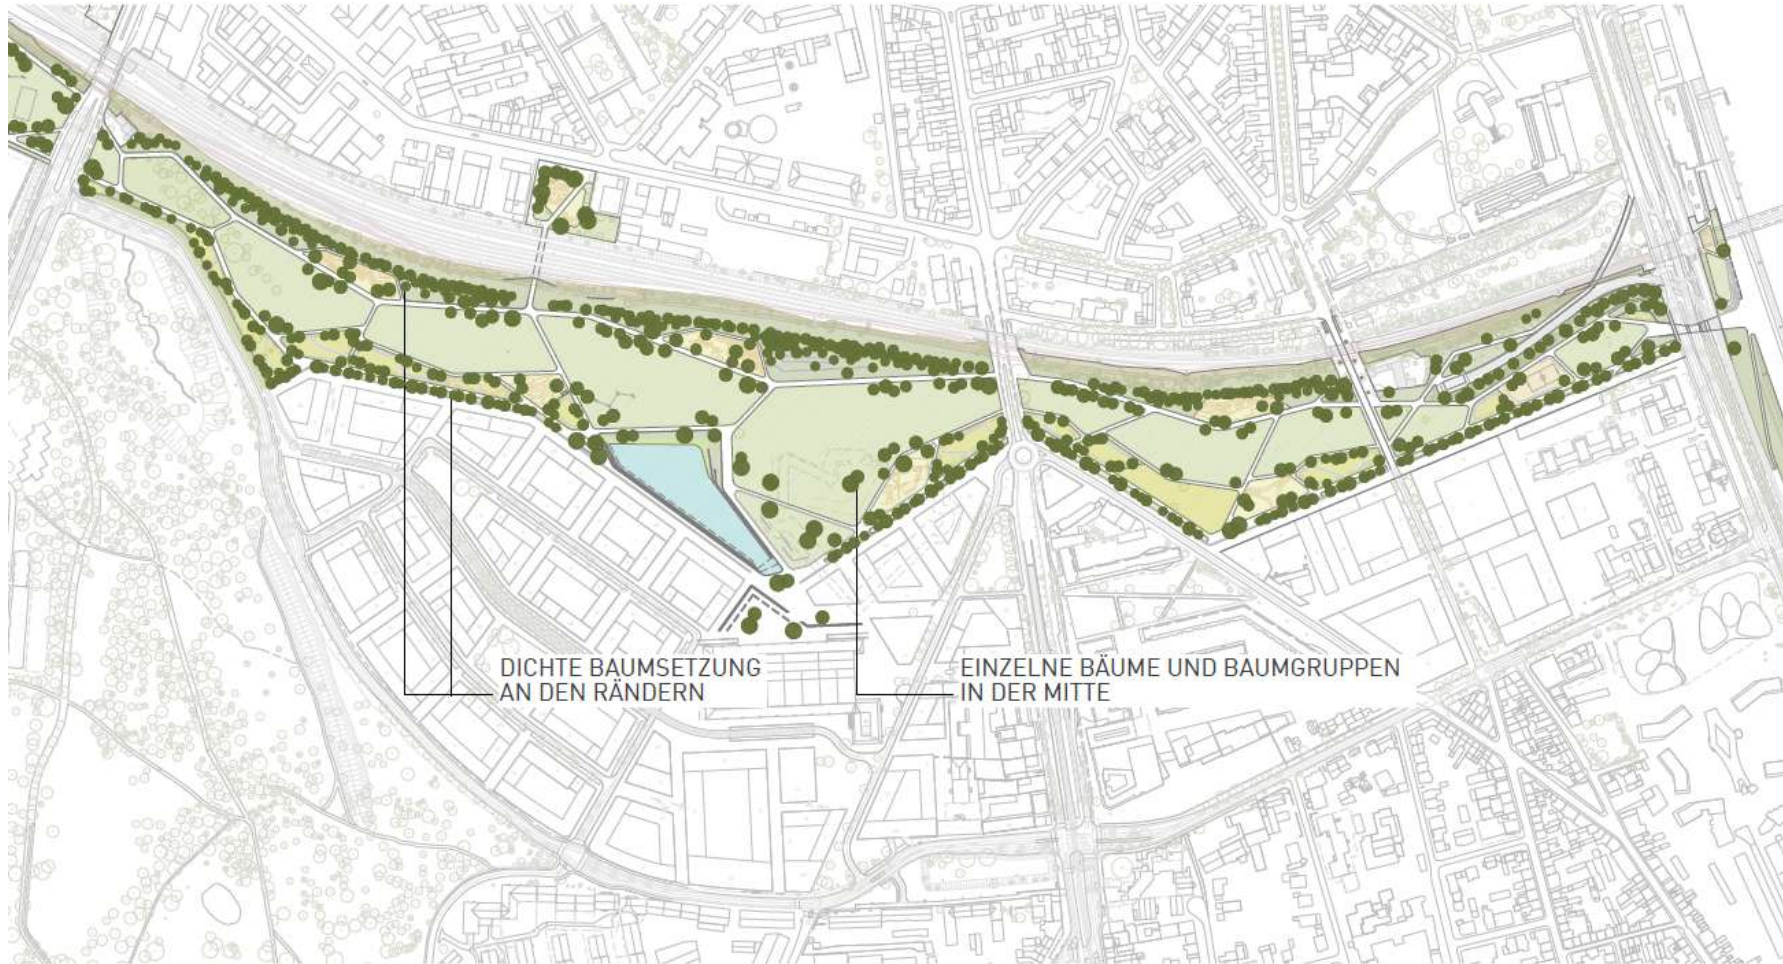 DICHTE BAUMSETZUNG
AN DEN RÄNDERN
EINZELNE BÄUME UND BAUMGRUPPEN
IN DER MITTE